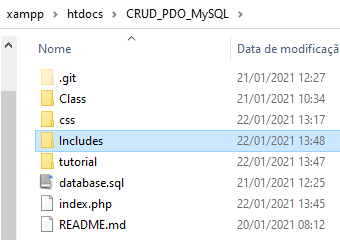 xampp > htdocs > CRUD_PDO_MySQL >
Nome Data de modificaçã
.git 21/01/2021 12:27
Class 21/01/2021 10:34
css 22/01/2021 13:17
Includes 22/01/2021 13:48
tutorial 22/01/2021 13:47
database.sql 21/01/2021 12:25
index.php 22/01/2021 13:45
README.md 20/01/2021 08:12